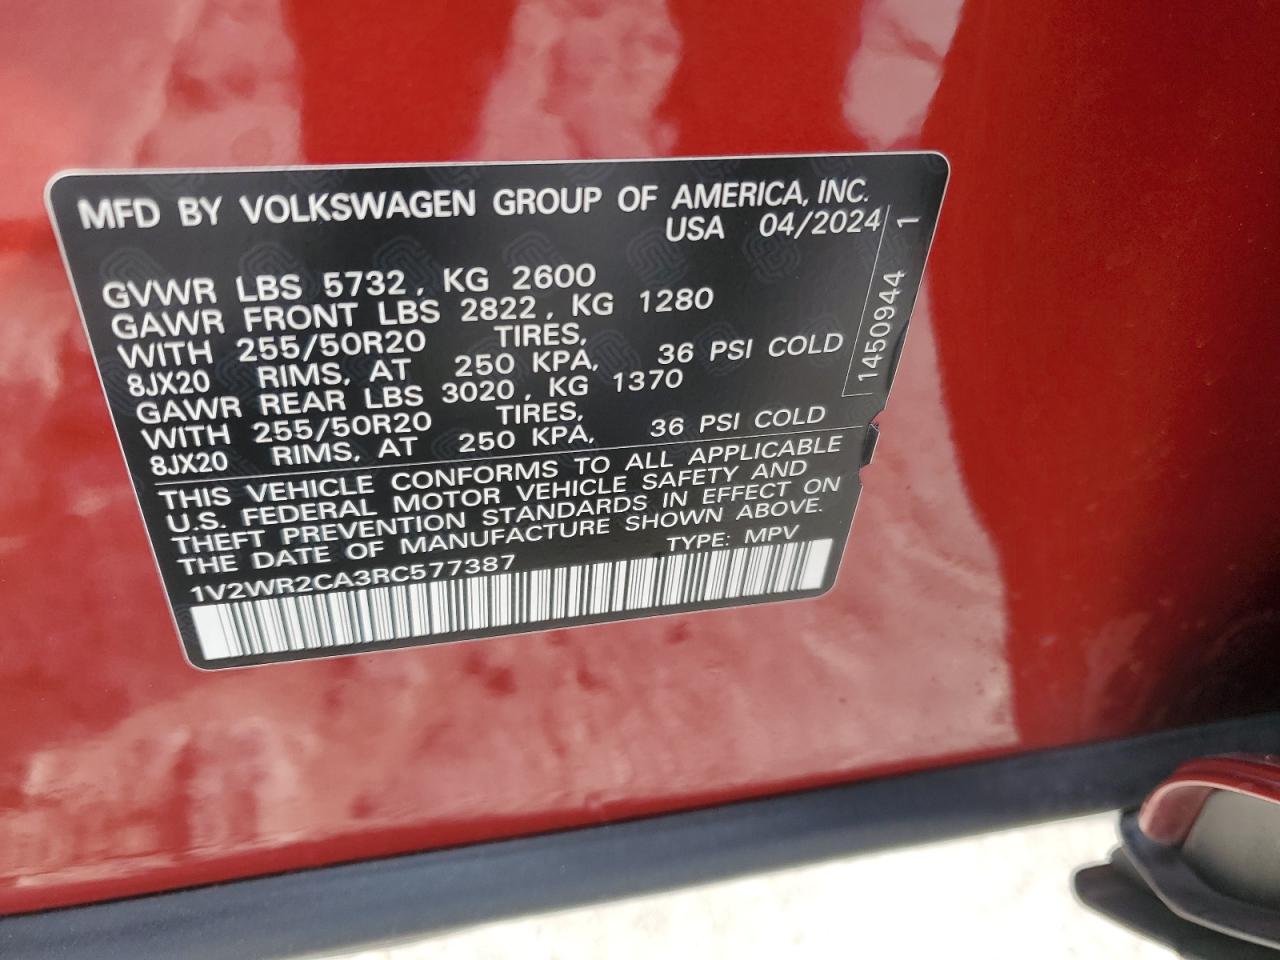 MFD BY VOLKSWAGEN GROUP OF AMERICA, INC.
USA 04/2024
GVWR LBS 5732, KG 2600
GAWR FRONT LBS 2822, KG 1280
WITH 255/50R20 TIRES,
8JX20 RIMS, AT 250 KPA, 36 PSI COLD
GAWR REAR LBS 3020, KG 1370
WITH 255/50R20 TIRES,
8JX20 RIMS, AT 250 KPA, 36 PSI COLD
THIS VEHICLE CONFORMS TO ALL APPLICABLE
U.S. FEDERAL MOTOR VEHICLE SAFETY AND
THEFT PREVENTION STANDARDS IN EFFECT ON
THE DATE OF MANUFACTURE SHOWN ABOVE.
TYPE: MPV
1V2WR2CA3RC577387
1450944 1